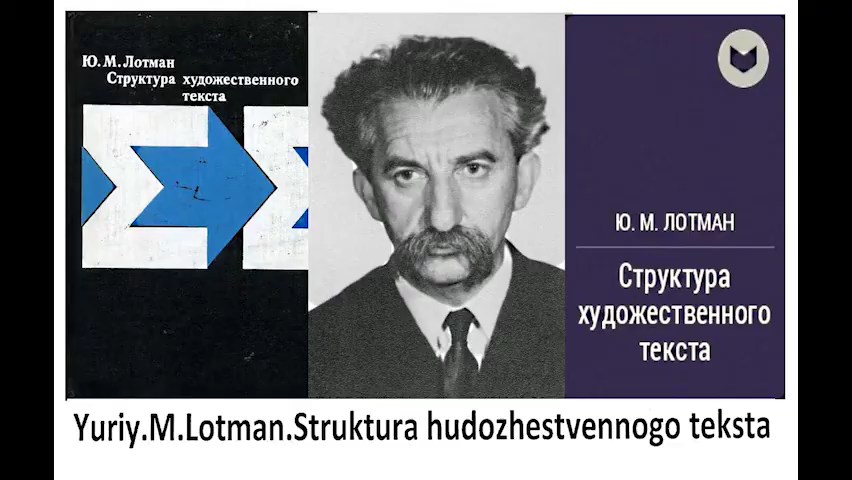 Ю. М. Лотман
Структура художественного
текста
Ю. М. ЛОТМАН
Структура
художественного
текста
Yuriy.M.Lotman.Struktura hudozhestvennogo teksta